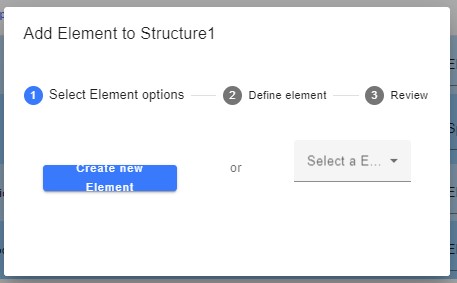 Add Element to Structure1
1 Select Element options 2 Define element 3 Review
Create new
Element
or
Select a E...